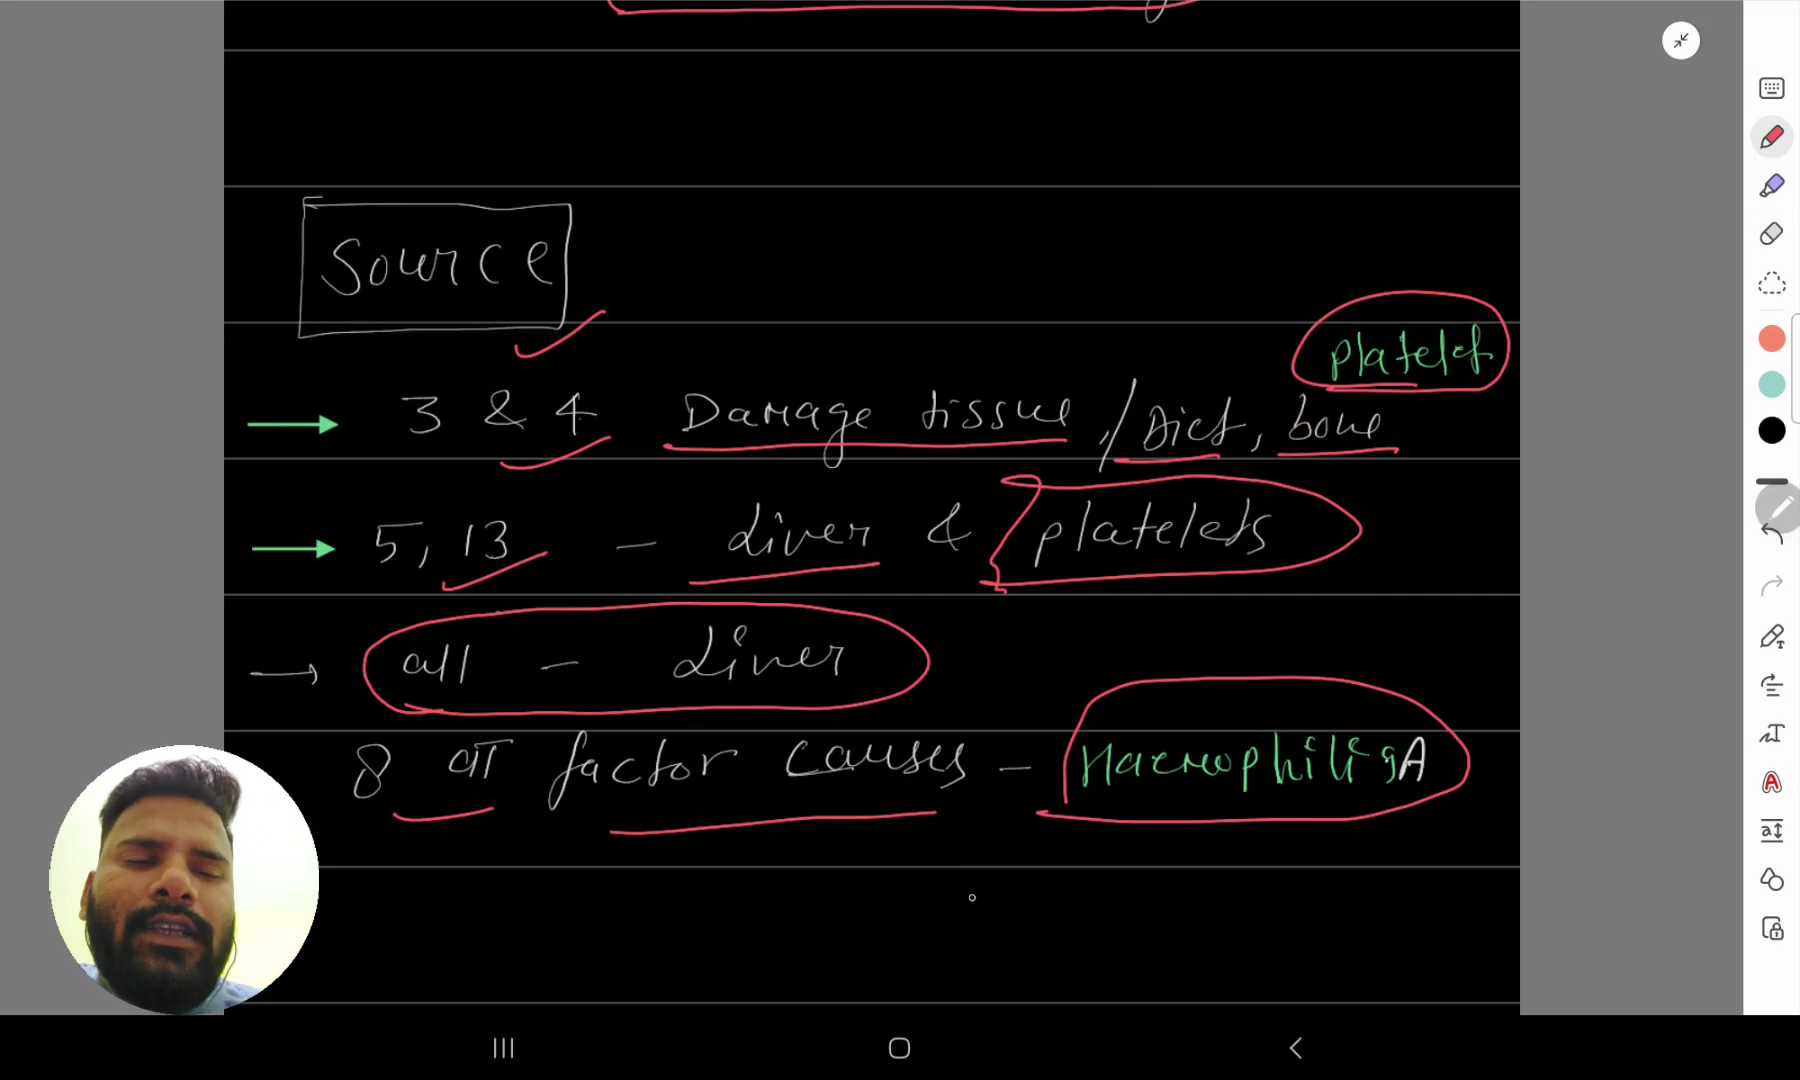 Source
platelet
3 & 4 Damage tissue / Diet, bone
5, 13 - Liver & platelets
→ all - Liver
8 वाँ factor causes - Haemophilia A